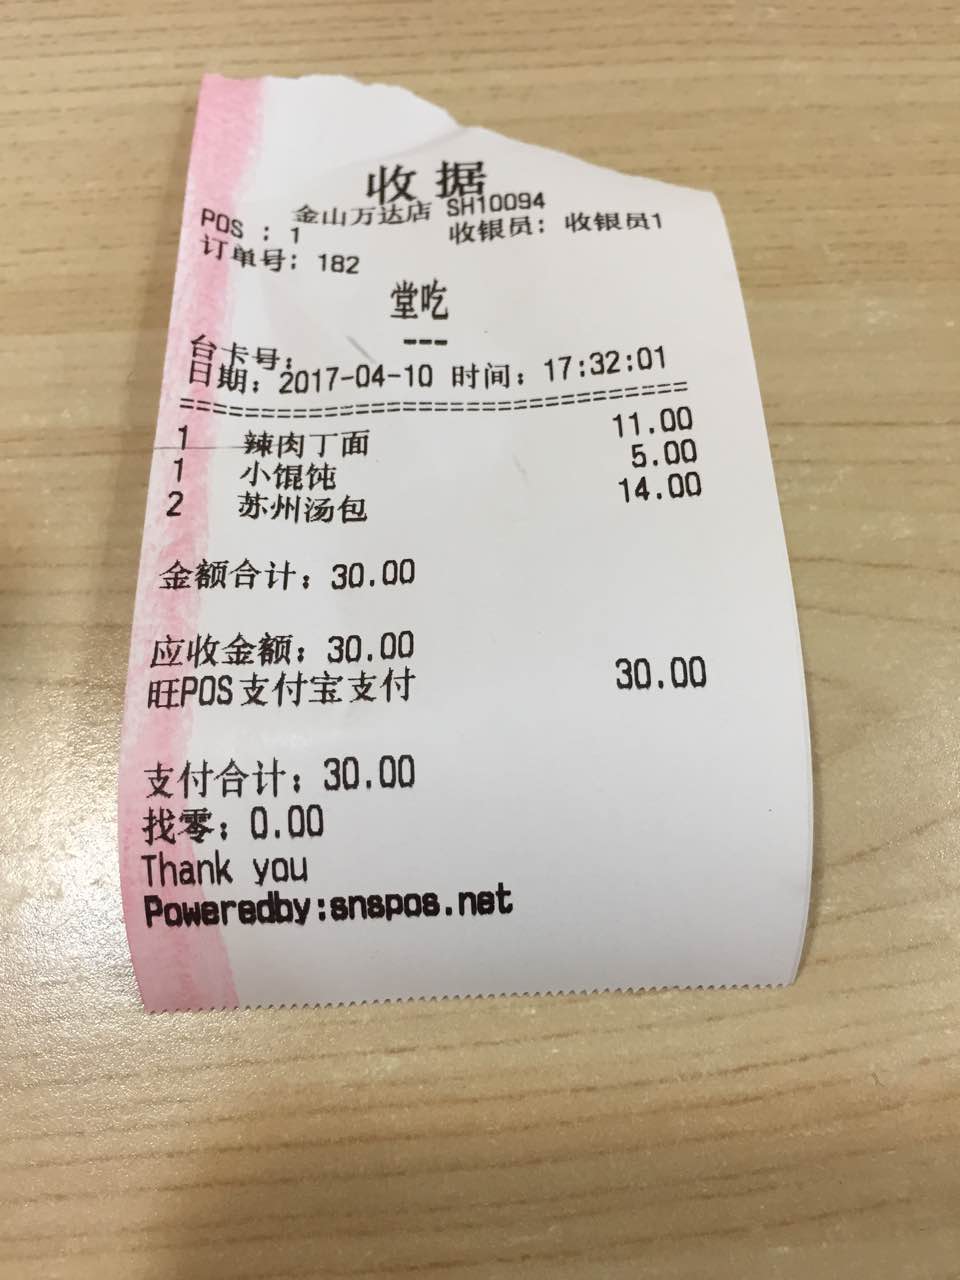 收据
金山万达店 SH10094
POS : 1 收银员: 收银员1
订单号: 182
堂吃
---
台卡号:
日期: 2017-04-10 时间: 17:32:01
================================
1 辣肉丁面 11.00
1 小馄饨 5.00
2 苏州汤包 14.00
金额合计: 30.00
应收金额: 30.00
旺POS支付宝支付 30.00
支付合计: 30.00
找零: 0.00
Thank you
Poweredby:snspos.net